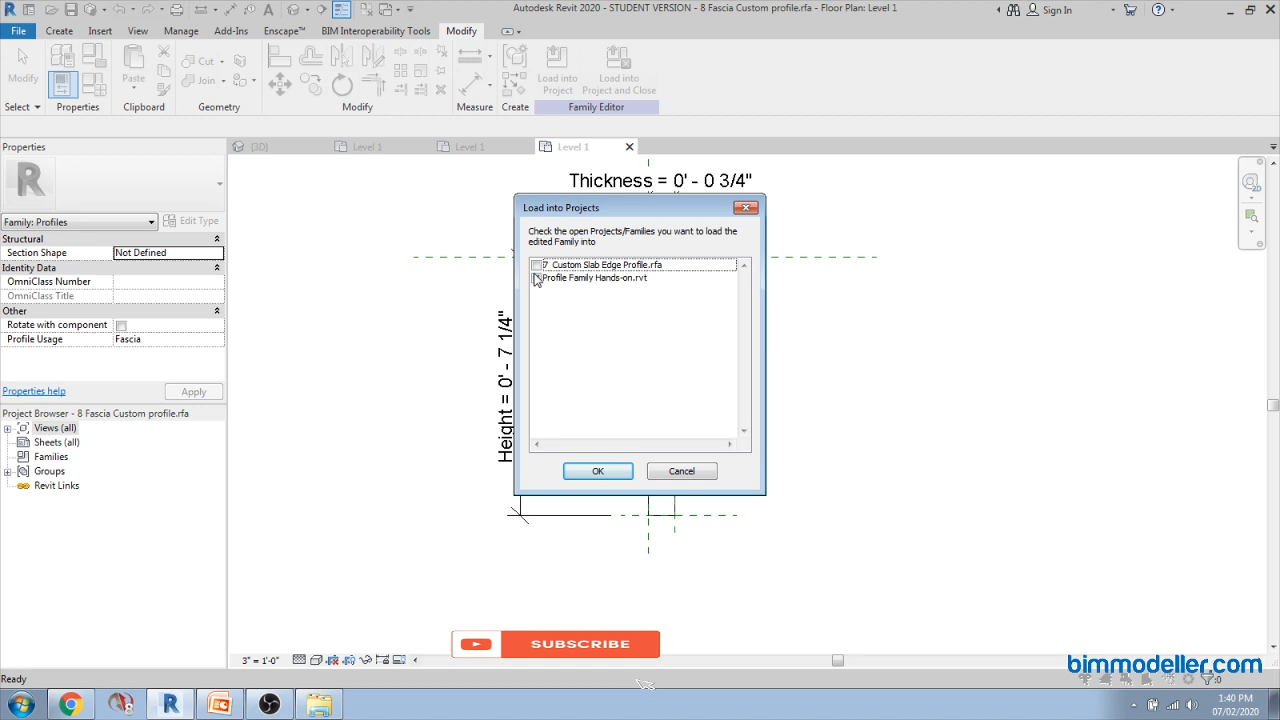 Autodesk Revit 2020 - STUDENT VERSION - 8 Fascia Custom profile.rfa - Floor Plan: Level 1
Sign In
File Create Insert View Manage Add-Ins Enscape™ BIM Interoperability Tools Modify
Modify Paste Cut Join Load into Project Load into Project and Close
Select Properties Clipboard Geometry Modify Measure Create Family Editor
Properties
[3D] Level 1 Level 1 Level 1
R
Family: Profiles Edit Type
Structural
Section Shape Not Defined
Identity Data
OmniClass Number
OmniClass Title
Other
Rotate with component
Profile Usage Fascia
Properties help Apply
Project Browser - 8 Fascia Custom profile.rfa
Views (all)
Sheets (all)
Families
Groups
Revit Links
Thickness = 0' - 0 3/4"
Height = 0' - 7 1/4"
Load into Projects
Check the open Projects/Families you want to load the
edited Family into
7 Custom Slab Edge Profile.rfa
Profile Family Hands-on.rvt
OK Cancel
SUBSCRIBE
3" = 1'-0"
bimmodeller.com
Ready
:0
1:40 PM
07/02/2020